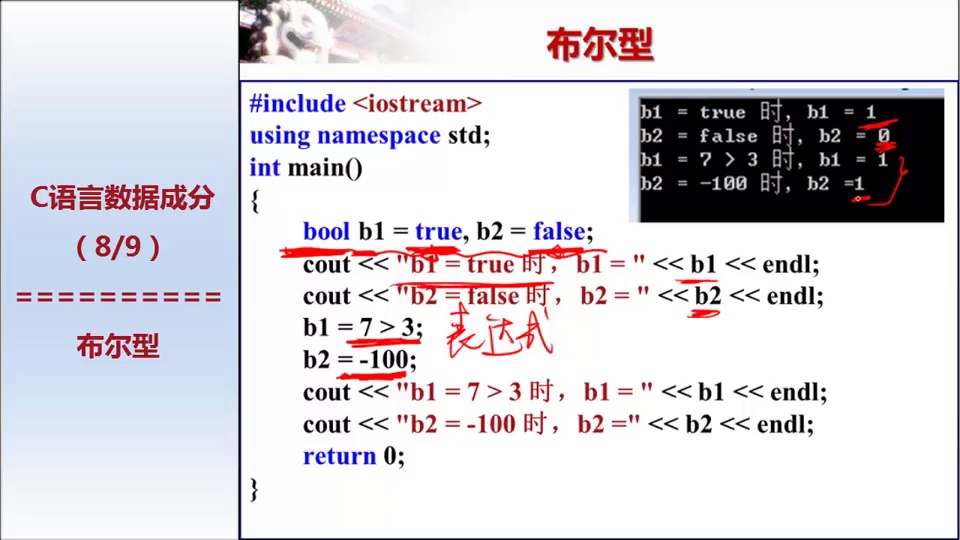 布尔型
C语言数据成分
（8/9）
==========
布尔型
#include <iostream>
using namespace std;
int main()
{
bool b1 = true, b2 = false;
cout << "b1 = true 时， b1 = " << b1 << endl;
cout << "b2 = false 时， b2 = " << b2 << endl;
b1 = 7 > 3;
表达式
b2 = -100;
cout << "b1 = 7 > 3 时， b1 = " << b1 << endl;
cout << "b2 = -100 时， b2 =" << b2 << endl;
return 0;
}
b1 = true 时, b1 = 1
b2 = false 时, b2 = 0
b1 = 7 > 3 时, b1 = 1
b2 = -100 时, b2 =1